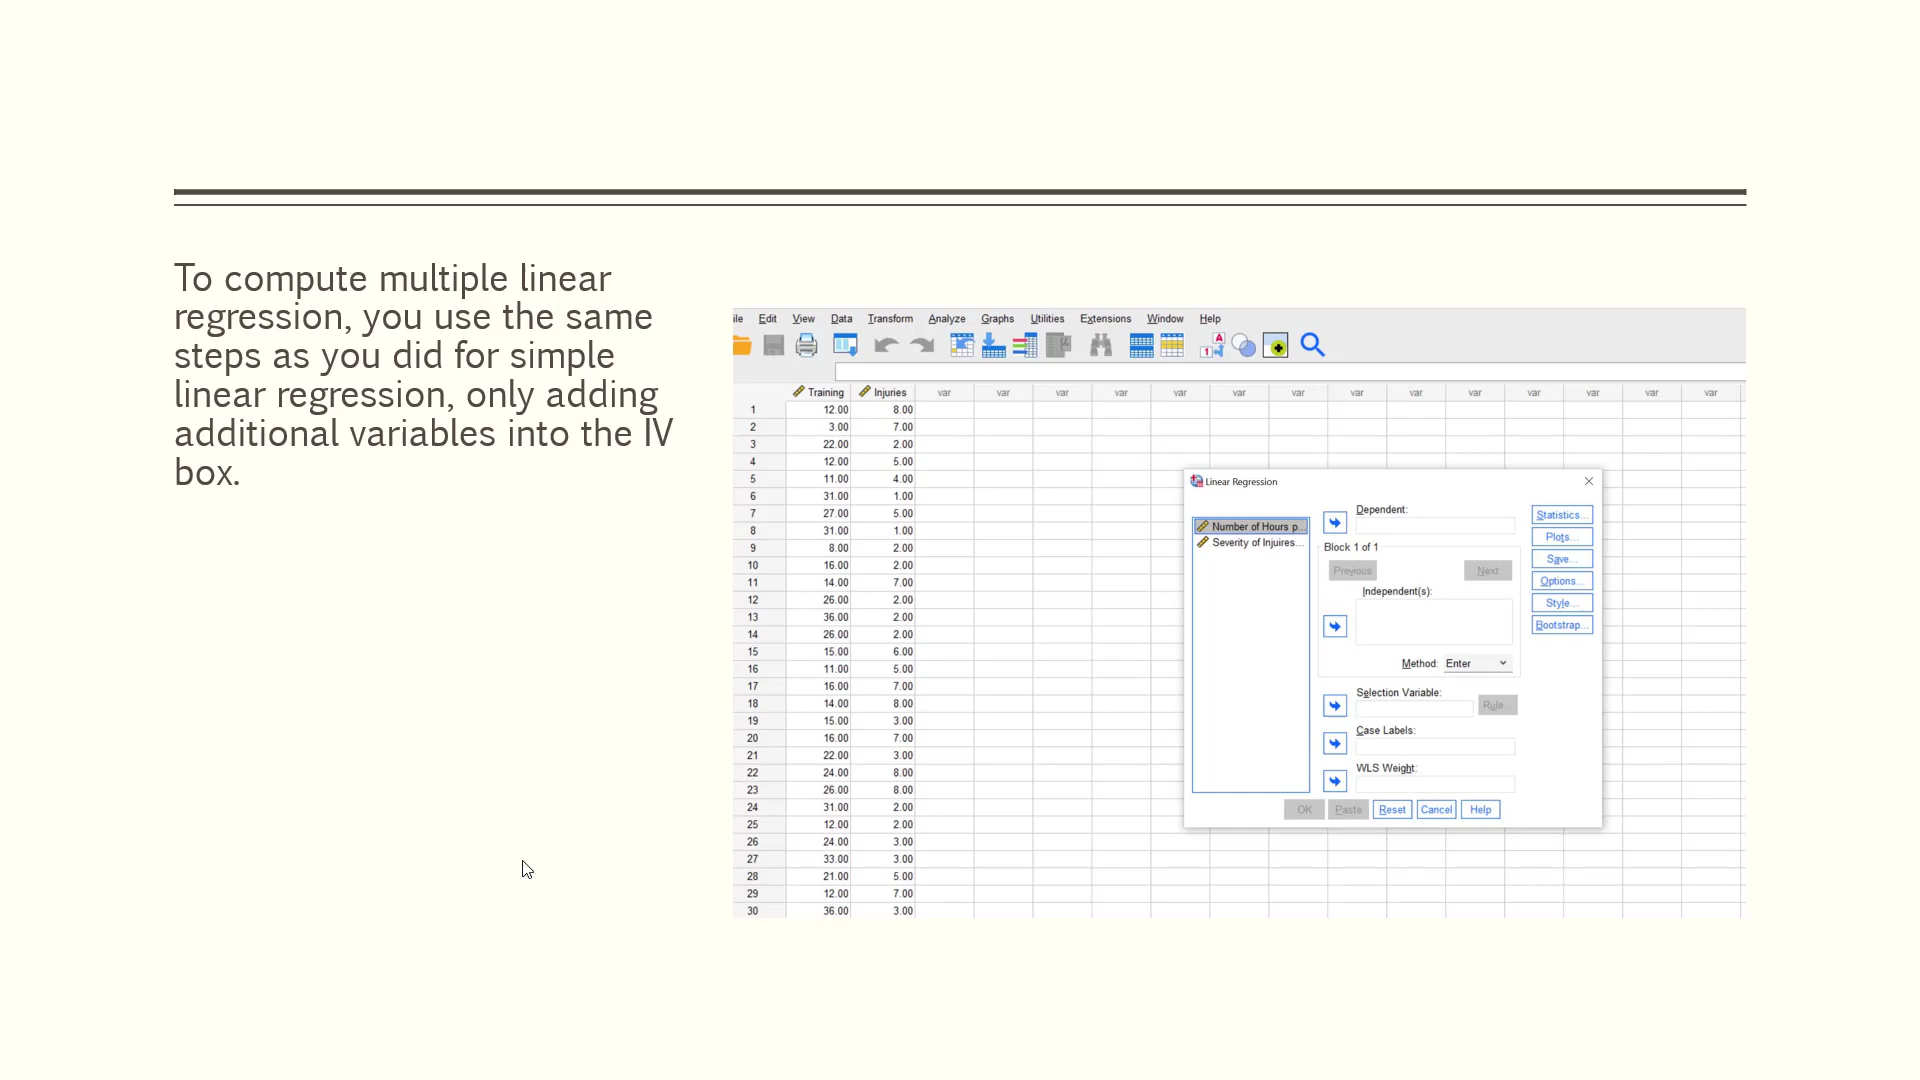 To compute multiple linear
regression, you use the same
steps as you did for simple
linear regression, only adding
additional variables into the IV
box.
ile Edit View Data Transform Analyze Graphs Utilities Extensions Window Help
Training Injuries var var var var var var var var var var var var var var
1 12.00 8.00
2 3.00 7.00
3 22.00 2.00
4 12.00 5.00
5 11.00 4.00
6 31.00 1.00
7 27.00 5.00
8 31.00 1.00
9 8.00 2.00
10 16.00 2.00
11 14.00 7.00
12 26.00 2.00
13 36.00 2.00
14 26.00 2.00
15 15.00 6.00
16 11.00 5.00
17 16.00 7.00
18 14.00 8.00
19 15.00 3.00
20 16.00 7.00
21 22.00 3.00
22 24.00 8.00
23 26.00 8.00
24 31.00 2.00
25 12.00 2.00
26 24.00 3.00
27 33.00 3.00
28 21.00 5.00
29 12.00 7.00
30 36.00 3.00
Linear Regression
Number of Hours p...
Severity of Injuires...
Dependent:
Block 1 of 1
Previous Next
Independent(s):
Method: Enter
Selection Variable:
Rule...
Case Labels:
WLS Weight:
Statistics...
Plots...
Save...
Options...
Style...
Bootstrap...
OK Paste Reset Cancel Help